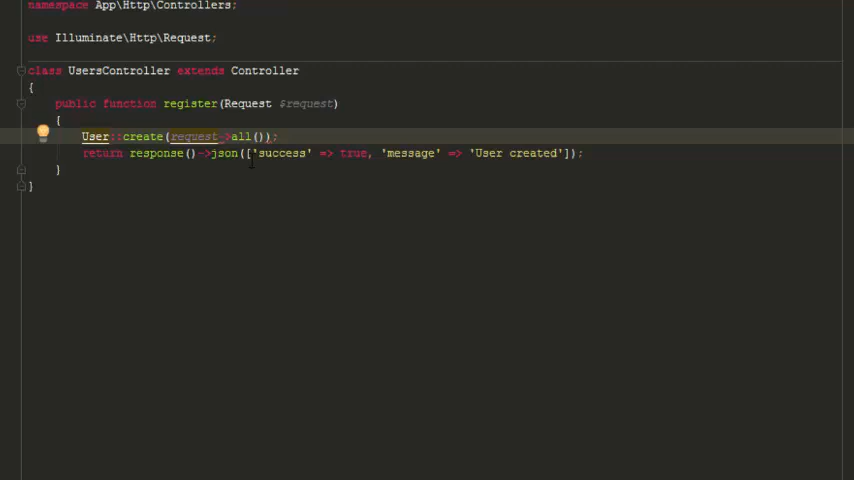 namespace App\Http\Controllers;
use Illuminate\Http\Request;
class UsersController extends Controller
{
public function register(Request $request)
{
User::create(request->all());
return response()->json(['success' => true, 'message' => 'User created']);
}
}